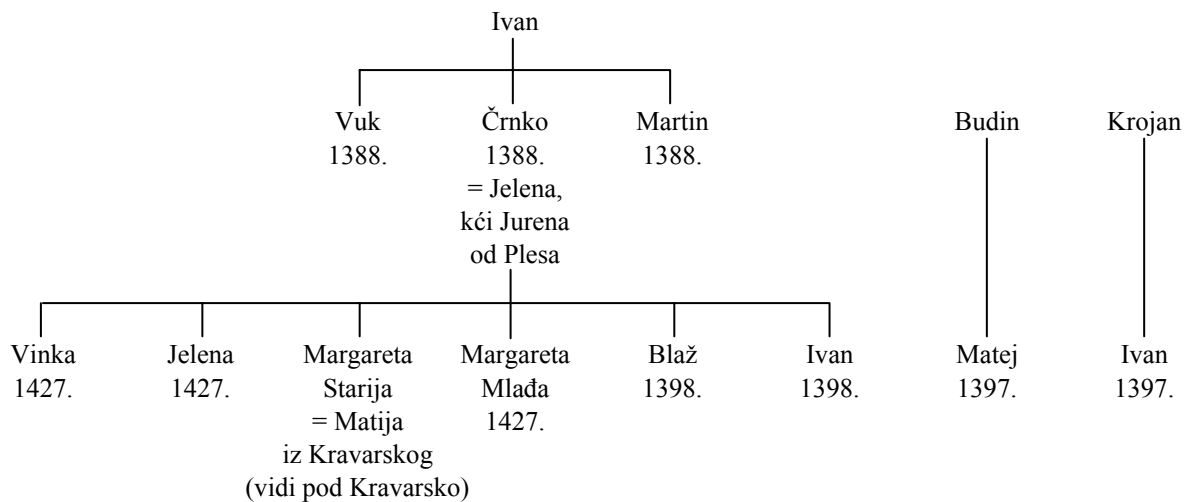 Ivan
Vuk Črnko Martin Budin Krojan
1388. 1388. 1388.
= Jelena,
kći Jurena
od Plesa
Vinka Jelena Margareta Margareta Blaž Ivan Matej Ivan
1427. 1427. Starija Mlađa 1398. 1398. 1397. 1397.
= Matija 1427.
iz Kravarskog
(vidi pod Kravarsko)